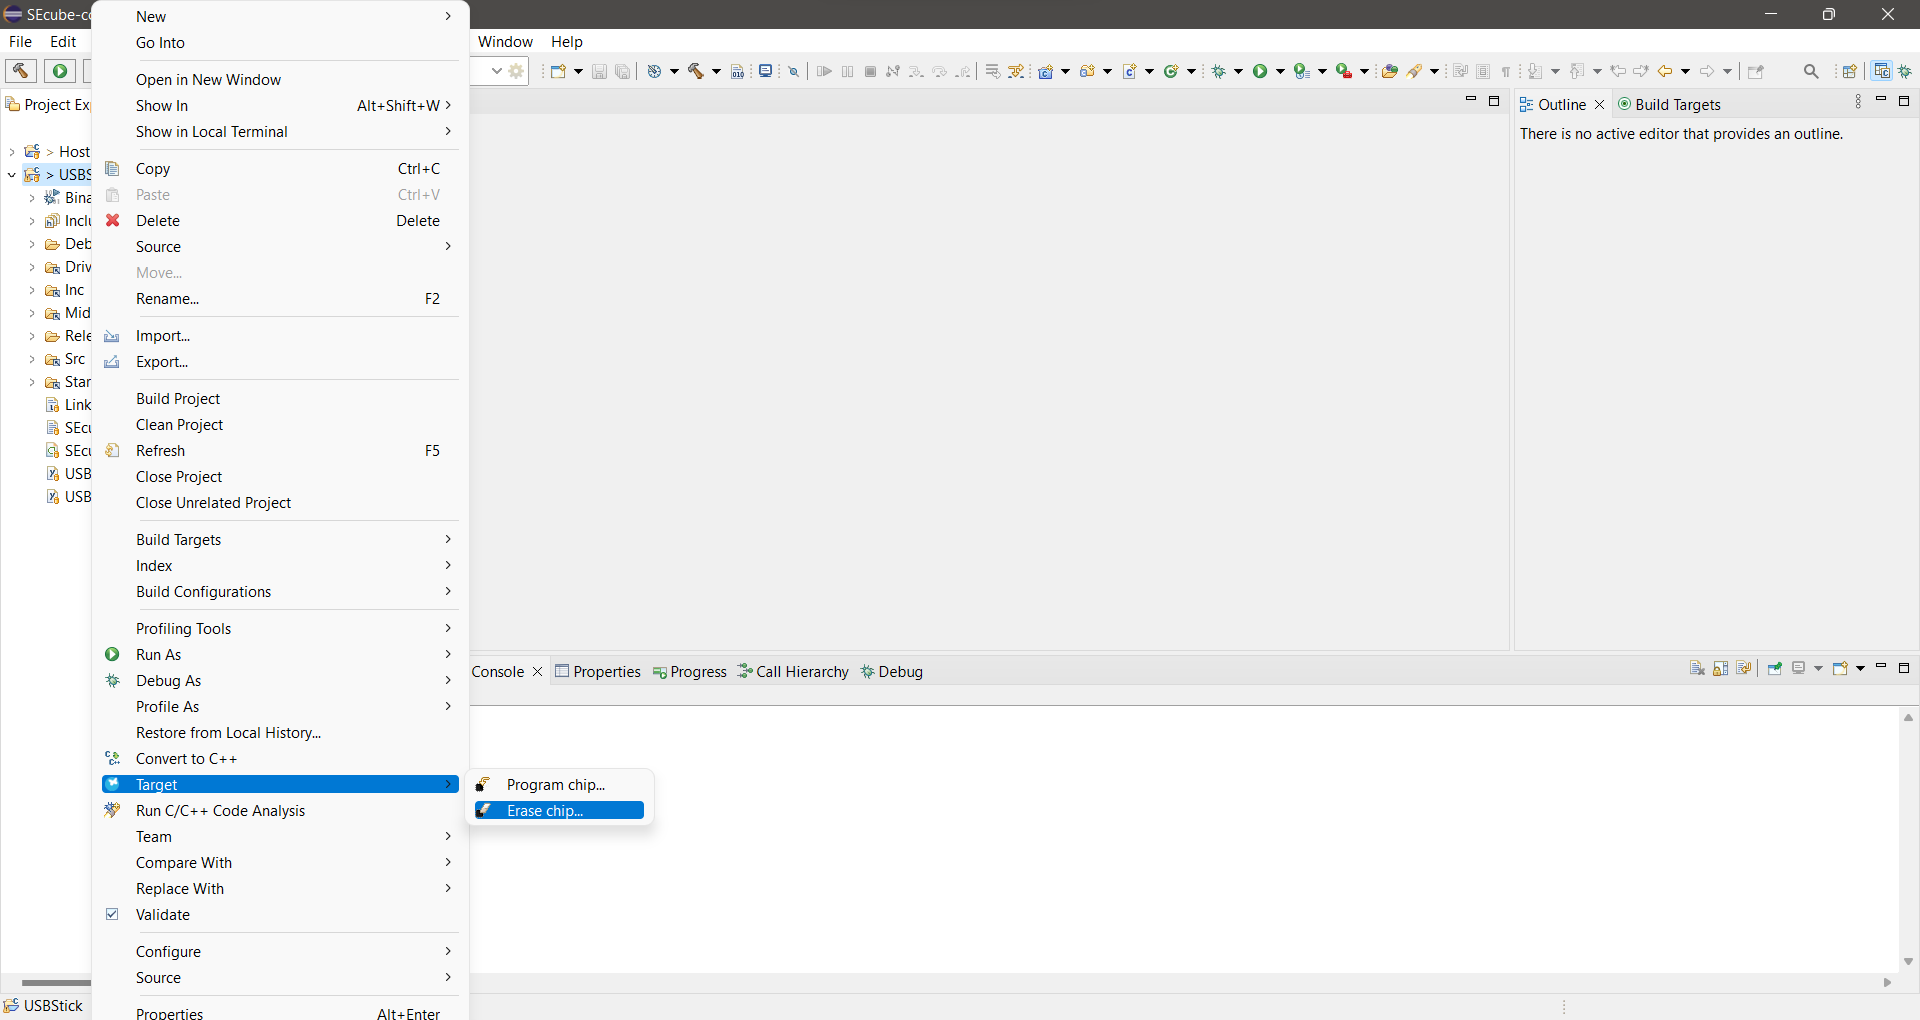 SEcube-co
File Edit Window Help
Project Ex
> Host
> USBS
Bina
Inclu
Deb
Driv
Inc
Mid
Rele
Src
Star
Link
SEcu
SEcu
USB
USB
USBStick
New
Go Into
Open in New Window
Show In Alt+Shift+W
Show in Local Terminal
Copy Ctrl+C
Paste Ctrl+V
Delete Delete
Source
Move...
Rename... F2
Import...
Export...
Build Project
Clean Project
Refresh F5
Close Project
Close Unrelated Project
Build Targets
Index
Build Configurations
Profiling Tools
Run As
Debug As
Profile As
Restore from Local History...
Convert to C++
Target
Run C/C++ Code Analysis
Team
Compare With
Replace With
Validate
Configure
Source
Properties Alt+Enter
Program chip...
Erase chip...
Console Properties Progress Call Hierarchy Debug
Outline Build Targets
There is no active editor that provides an outline.